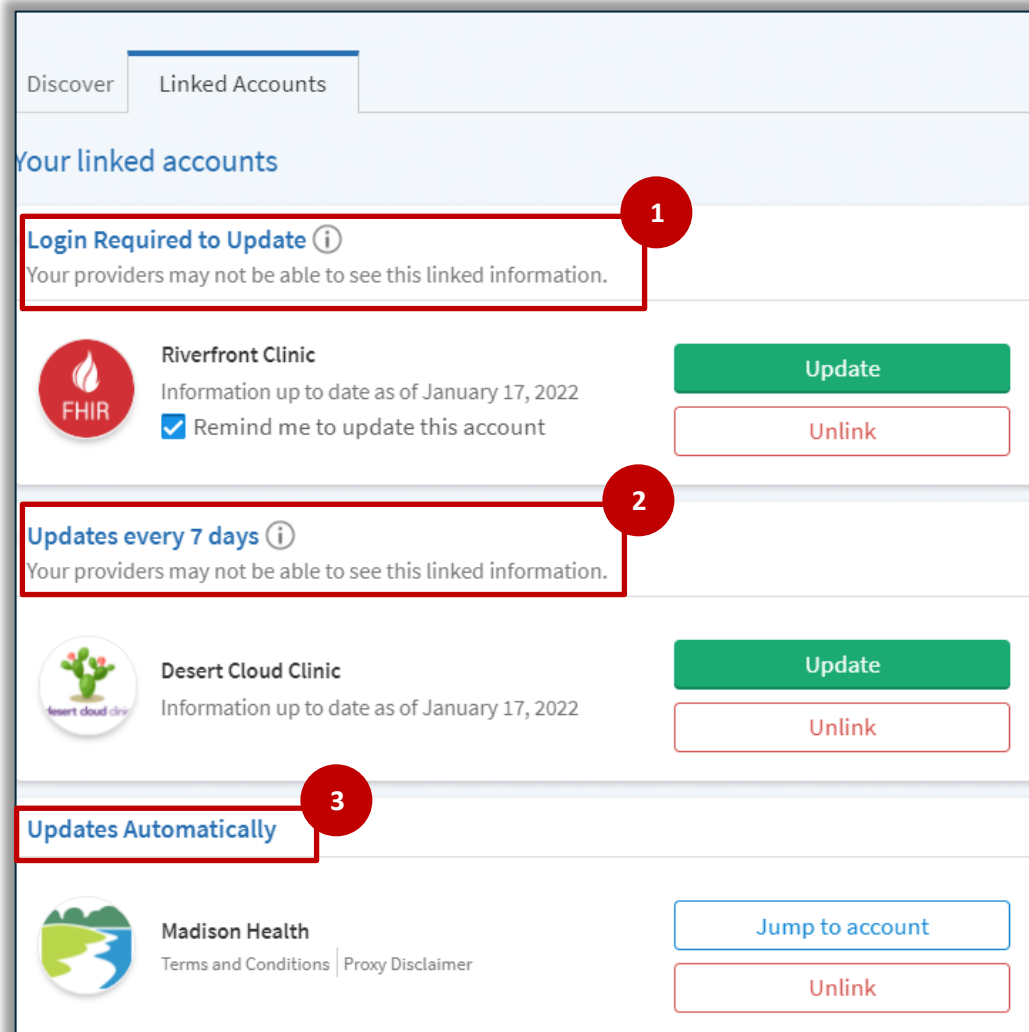 Discover
Linked Accounts
Your linked accounts
1
Login Required to Update
Your providers may not be able to see this linked information.
FHIR
Riverfront Clinic
Information up to date as of January 17, 2022
Remind me to update this account
Update
Unlink
2
Updates every 7 days
Your providers may not be able to see this linked information.
desert cloud clinic
Desert Cloud Clinic
Information up to date as of January 17, 2022
Update
Unlink
3
Updates Automatically
Madison Health
Terms and Conditions | Proxy Disclaimer
Jump to account
Unlink